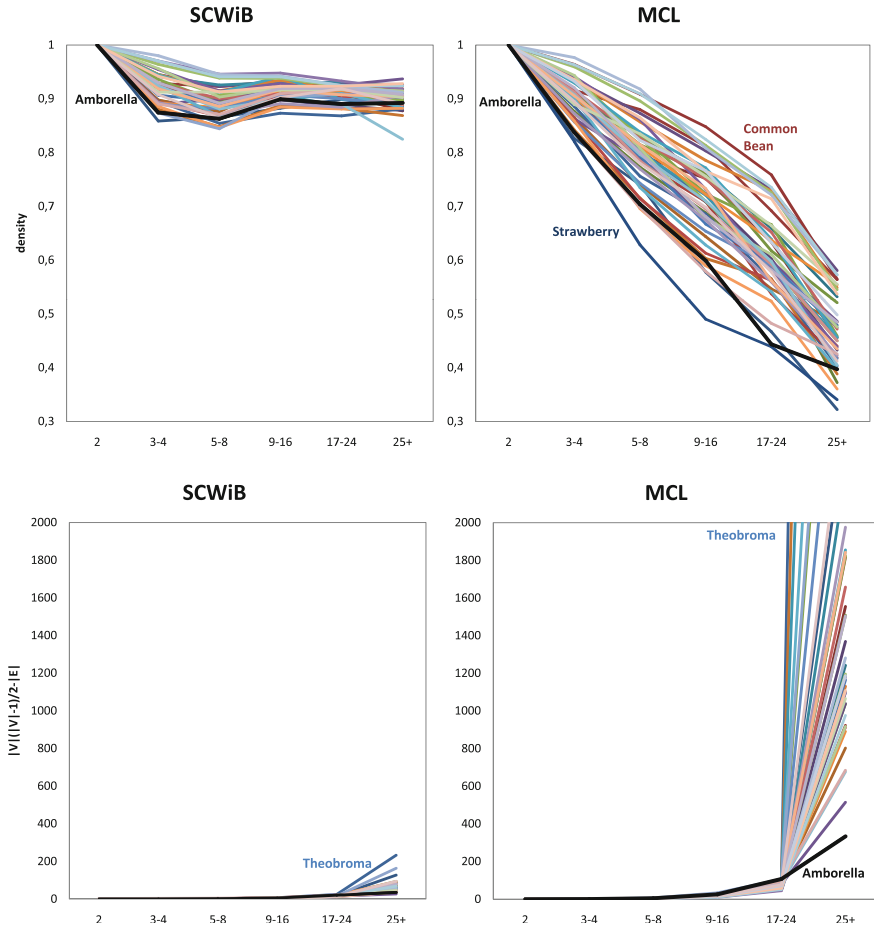 SCWiB
MCL
1
0,9
0,8
0,7
0,6
0,5
0,4
0,3
density
Amborella
2 3-4 5-8 9-16 17-24 25+
1
0,9
0,8
0,7
0,6
0,5
0,4
0,3
Amborella
Common
Bean
Strawberry
2 3-4 5-8 9-16 17-24 25+
SCWiB
MCL
2000
1800
1600
1400
1200
1000
800
600
400
200
0
|V|(|V|-1)/2-|E|
Theobroma
2 3-4 5-8 9-16 17-24 25+
2000
1800
1600
1400
1200
1000
800
600
400
200
0
Theobroma
Amborella
2 3-4 5-8 9-16 17-24 25+